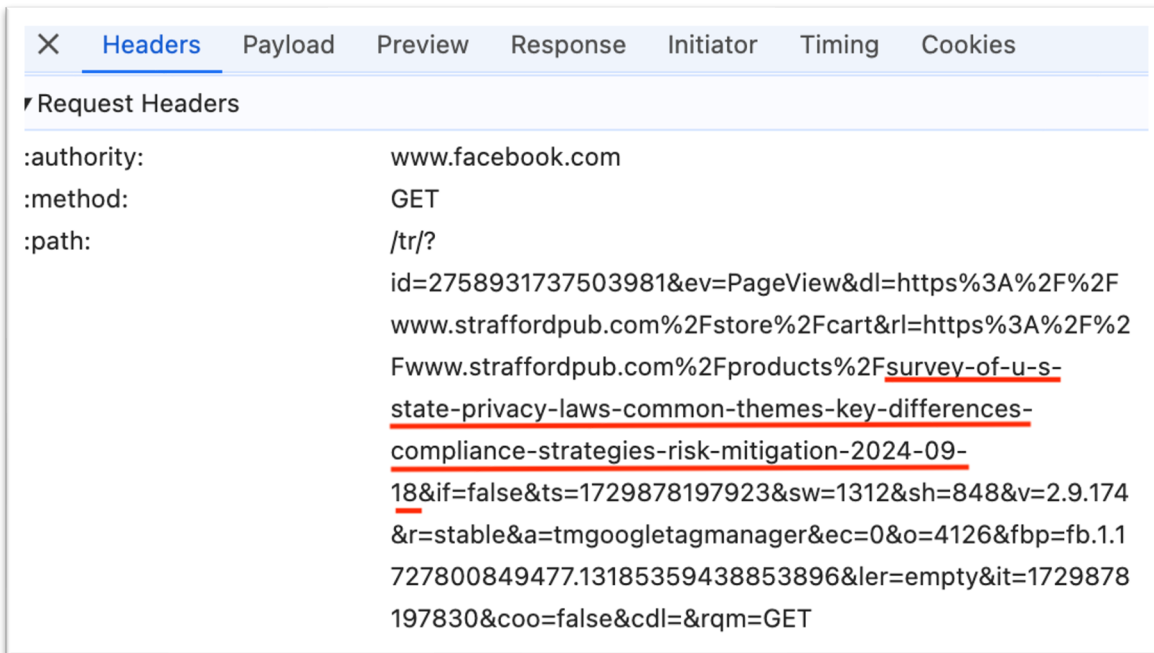 Headers Payload Preview Response Initiator Timing Cookies
Request Headers
:authority: www.facebook.com
:method: GET
:path: /tr/?
id=2758931737503981&ev=PageView&dl=https%3A%2F%2F
www.straffordpub.com%2Fstore%2Fcart&rl=https%3A%2F%2
Fwww.straffordpub.com%2Fproducts%2Fsurvey-of-u-s-
state-privacy-laws-common-themes-key-differences-
compliance-strategies-risk-mitigation-2024-09-
18&if=false&ts=1729878197923&sw=1312&sh=848&v=2.9.174
&r=stable&a=tmgoogletagmanager&ec=0&o=4126&fbp=fb.1.1
727800849477.13185359438853896&ler=empty&it=1729878
197830&coo=false&cdl=&rqm=GET